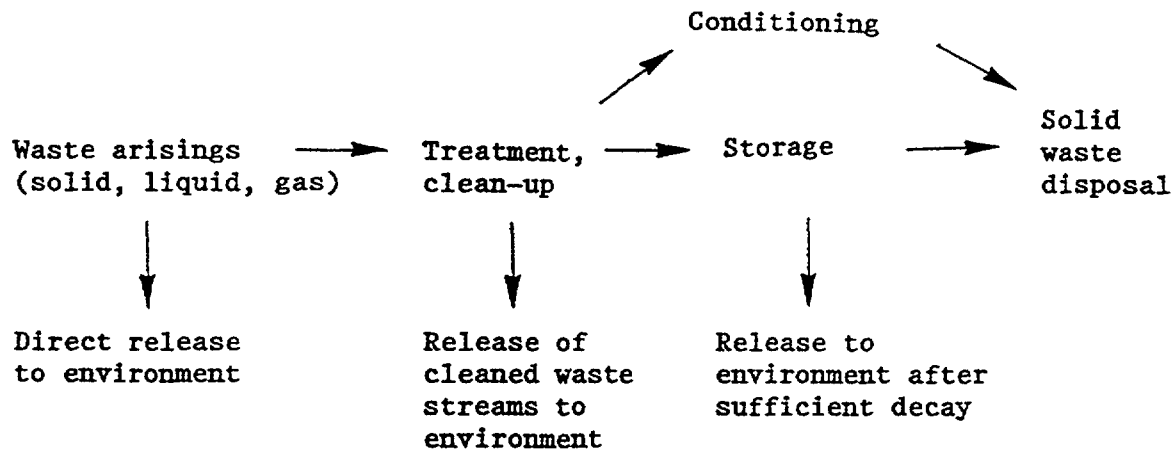 Conditioning
Waste arisings
(solid, liquid, gas)
Treatment,
clean-up
Storage
Solid
waste
disposal
Direct release
to environment
Release of
cleaned waste
streams to
environment
Release to
environment after
sufficient decay